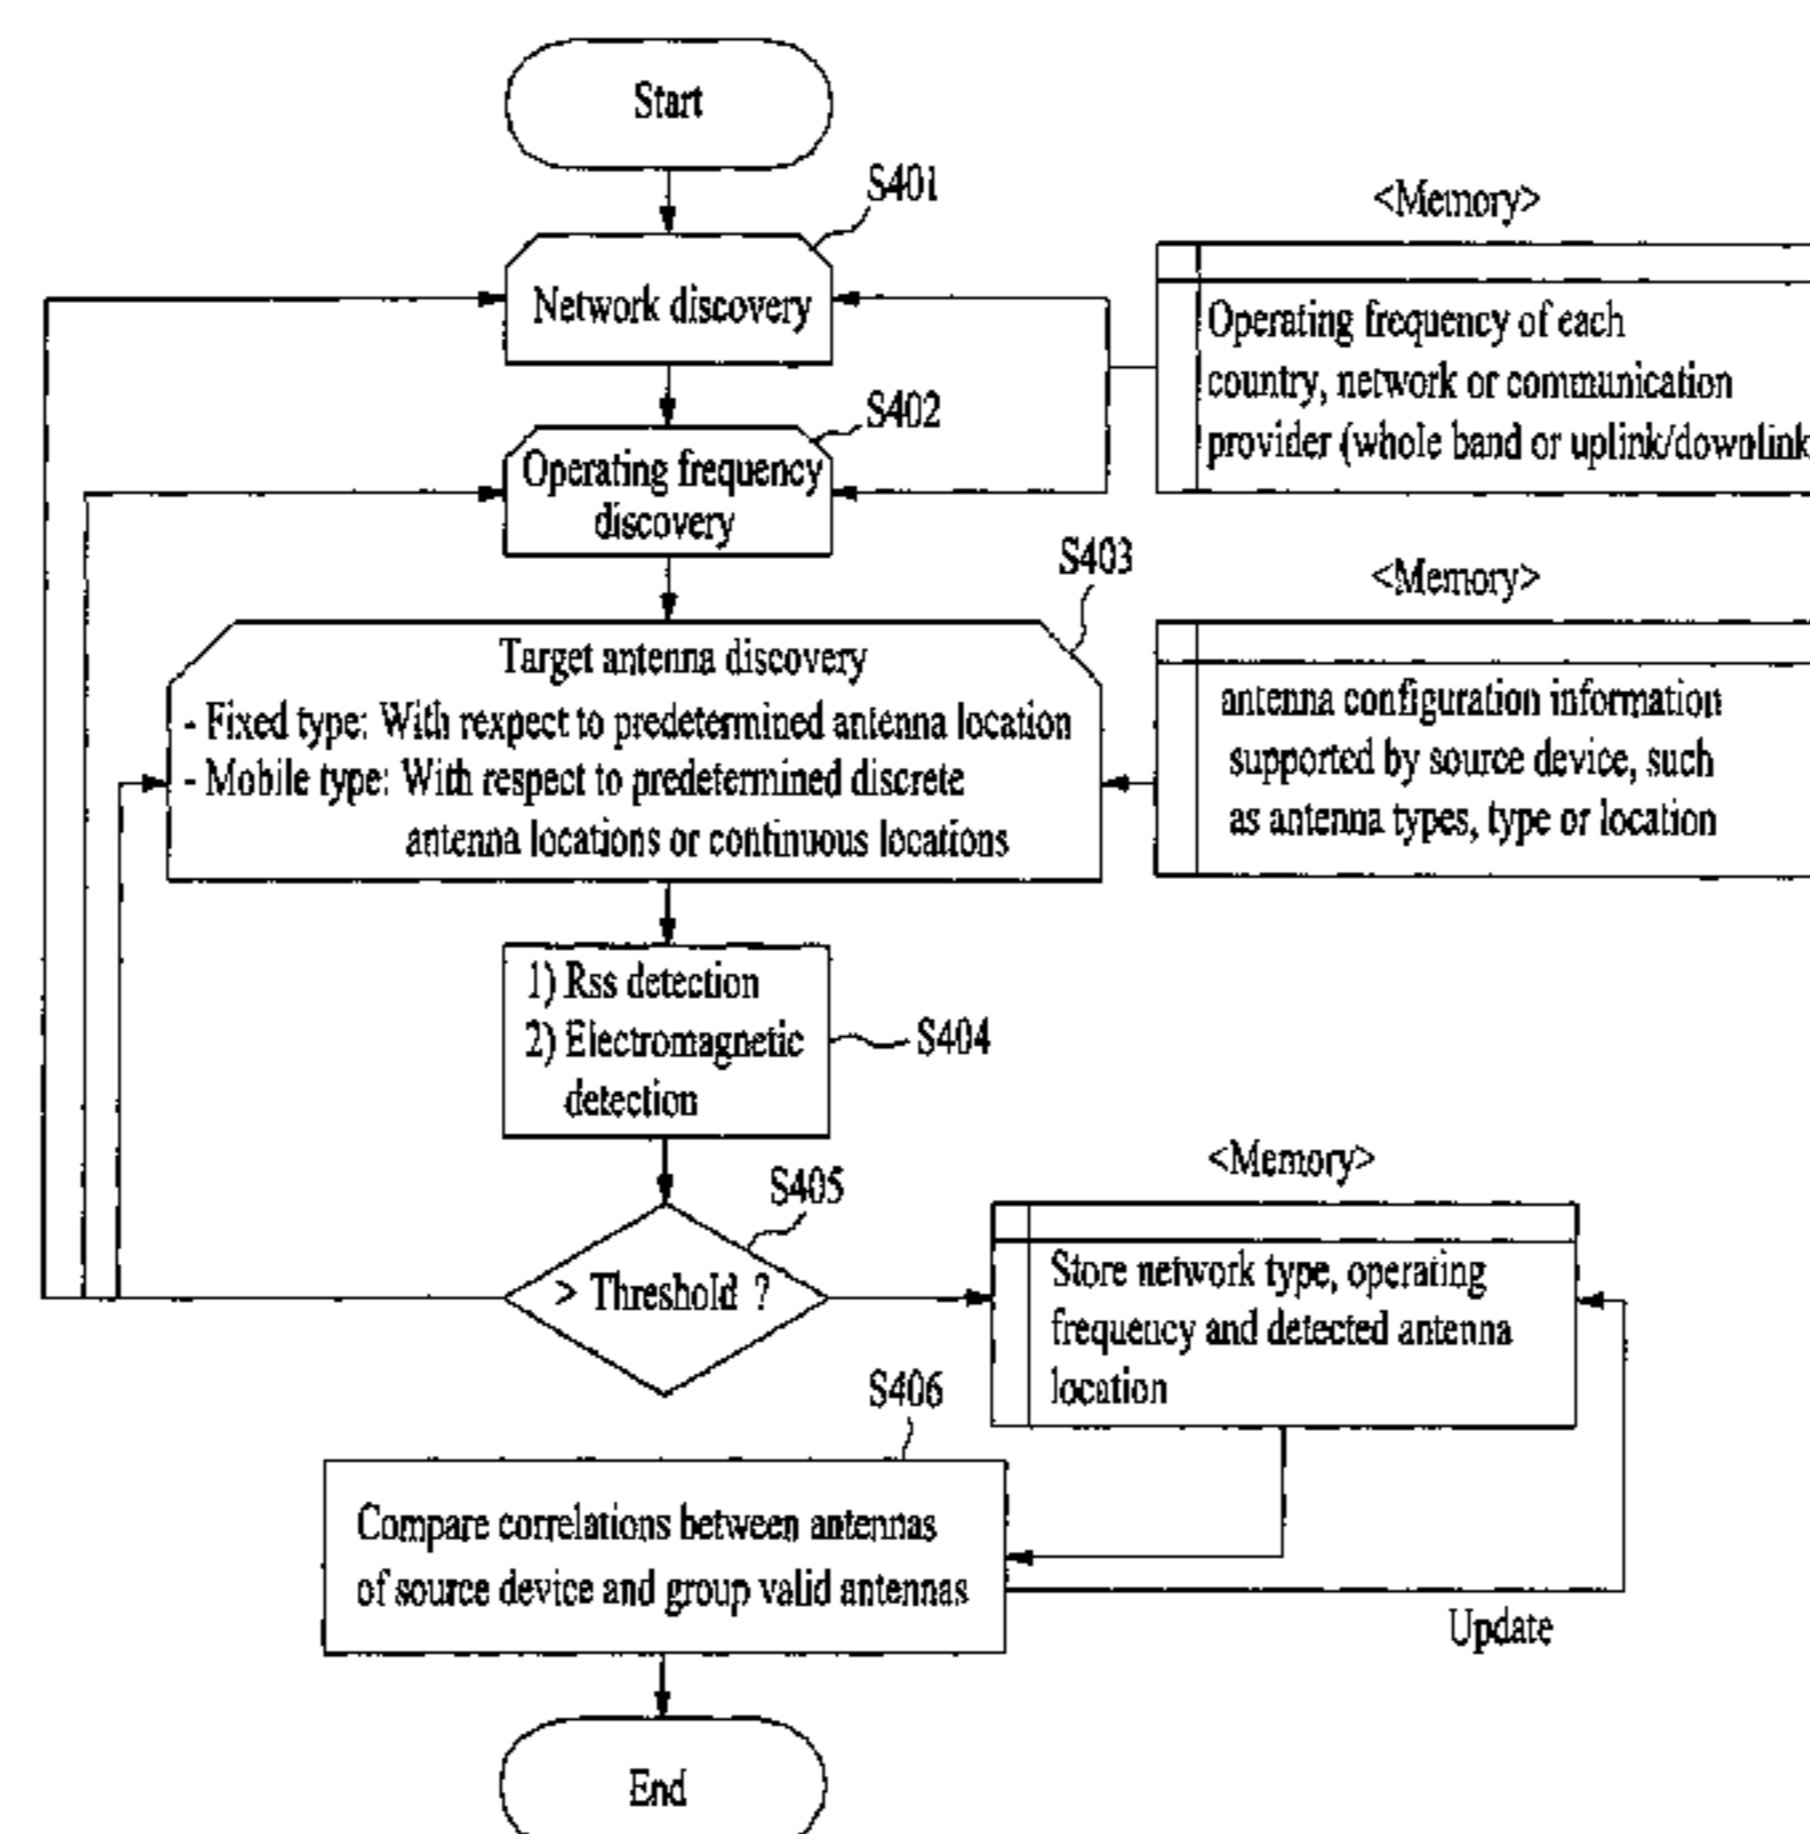 Start
S401
<Memory>
Network discovery
Operating frequency of each
country, network or communication
provider (whole band or uplink/downlink
S402
Operating frequency
discovery
S403
<Memory>
Target antenna discovery
- Fixed type: With rexpect to predetermined antenna location
- Mobile type: With respect to predetermined discrete
antenna locations or continuous locations
antenna configuration information
supported by source device, such
as antenna types, type or location
1) Rss detection
2) Electromagnetic
detection
S404
<Memory>
S405
> Threshold ?
Store network type, operating
frequency and detected antenna
location
S406
Compare correlations between antennas
of source device and group valid antennas
Update
End